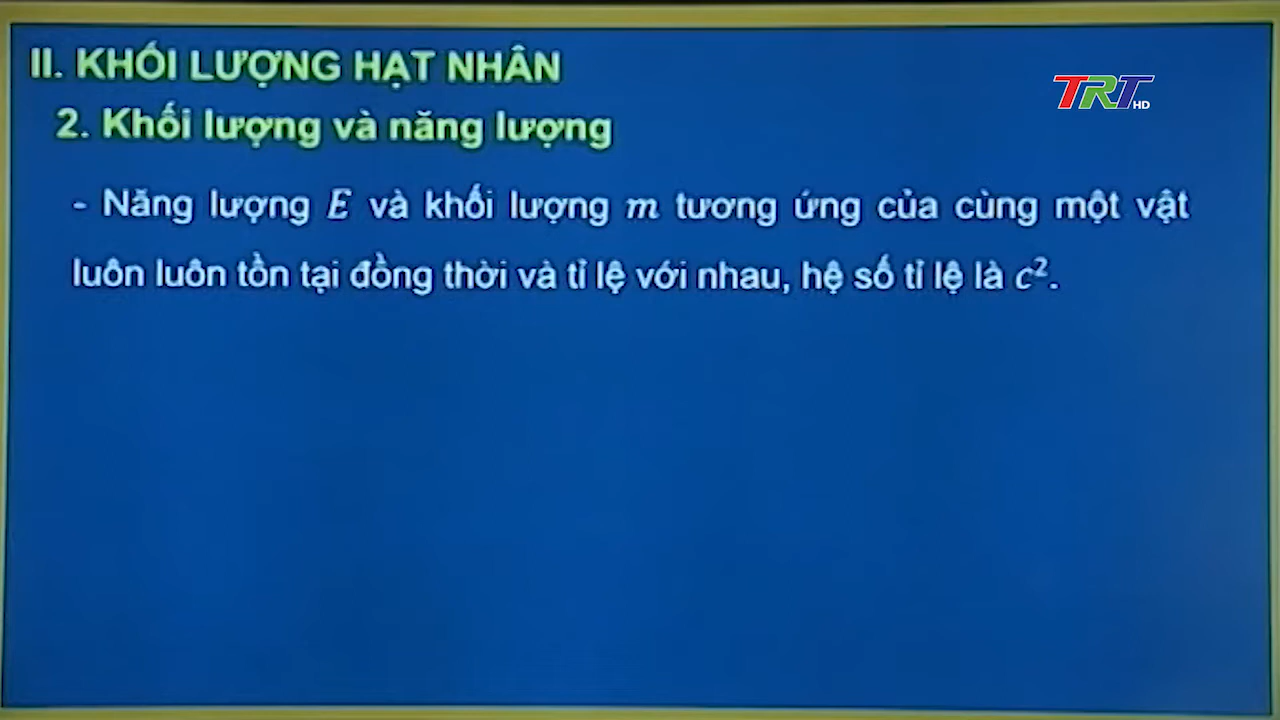 II. KHỐI LƯỢNG HẠT NHÂN
TRT HD
2. Khối lượng và năng lượng
- Năng lượng E và khối lượng m tương ứng của cùng một vật
luôn luôn tồn tại đồng thời và tỉ lệ với nhau, hệ số tỉ lệ là c².